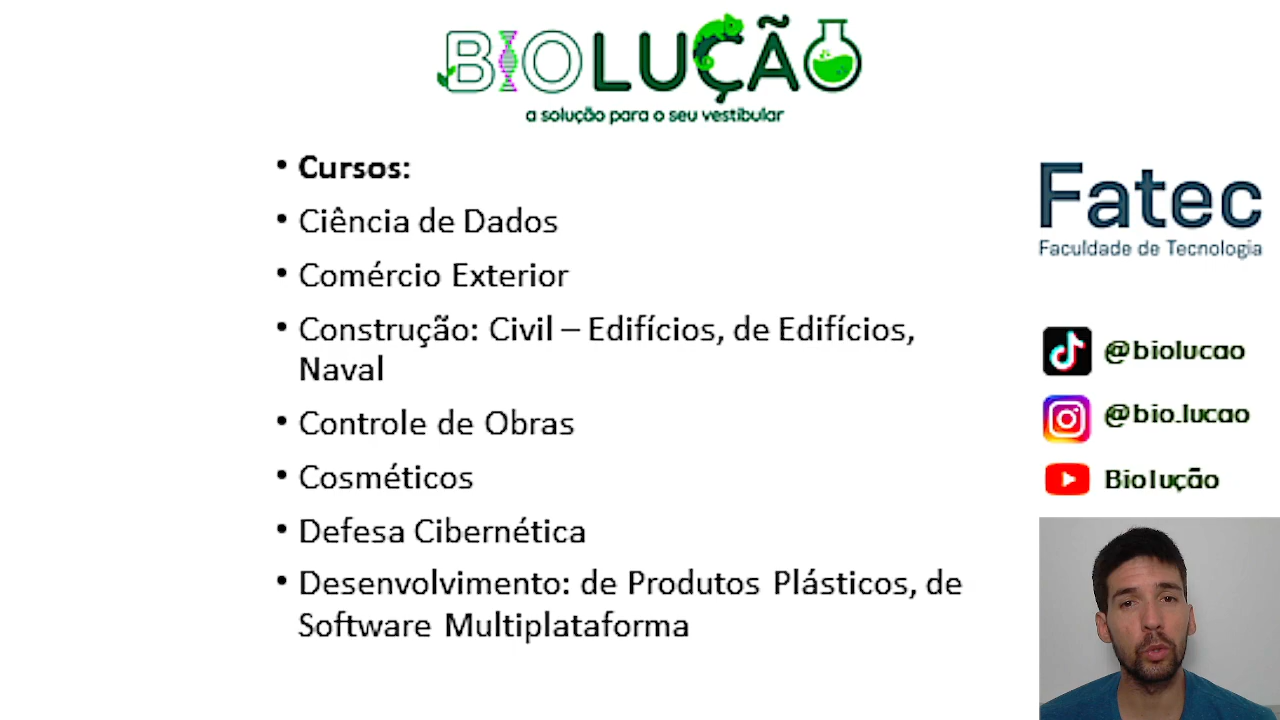 BIOLUÇÃO
a solução para o seu vestibular
• Cursos:
• Ciência de Dados
• Comércio Exterior
• Construção: Civil – Edifícios, de Edifícios,
Naval
• Controle de Obras
• Cosméticos
• Defesa Cibernética
• Desenvolvimento: de Produtos Plásticos, de
Software Multiplataforma
Fatec
Faculdade de Tecnologia
@biolucao
@bio.lucao
Biolução